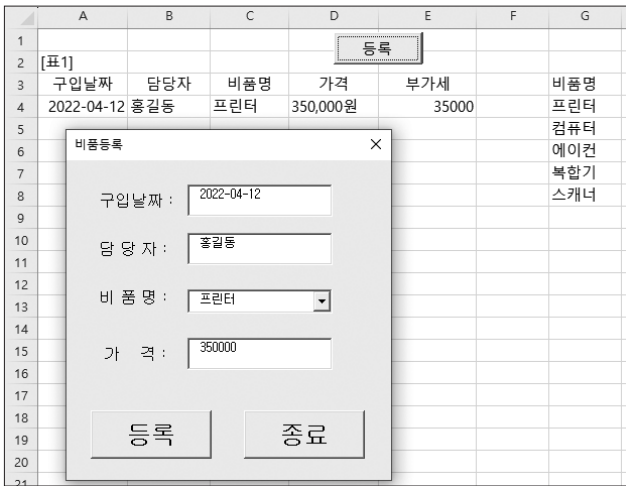 A B C D E F G
1 등록
2 [표1]
3 구입날짜 담당자 비품명 가격 부가세 비품명
4 2022-04-12 홍길동 프린터 350,000원 35000 프린터
5 컴퓨터
6 에이컨
7 복합기
8 스캐너
9
10
11
12
13
14
15
16
17
18
19
20
21
비품등록
구입날짜 : 2022-04-12
담 당 자 : 홍길동
비 품 명 : 프린터
가 격 : 350000
등록 종료